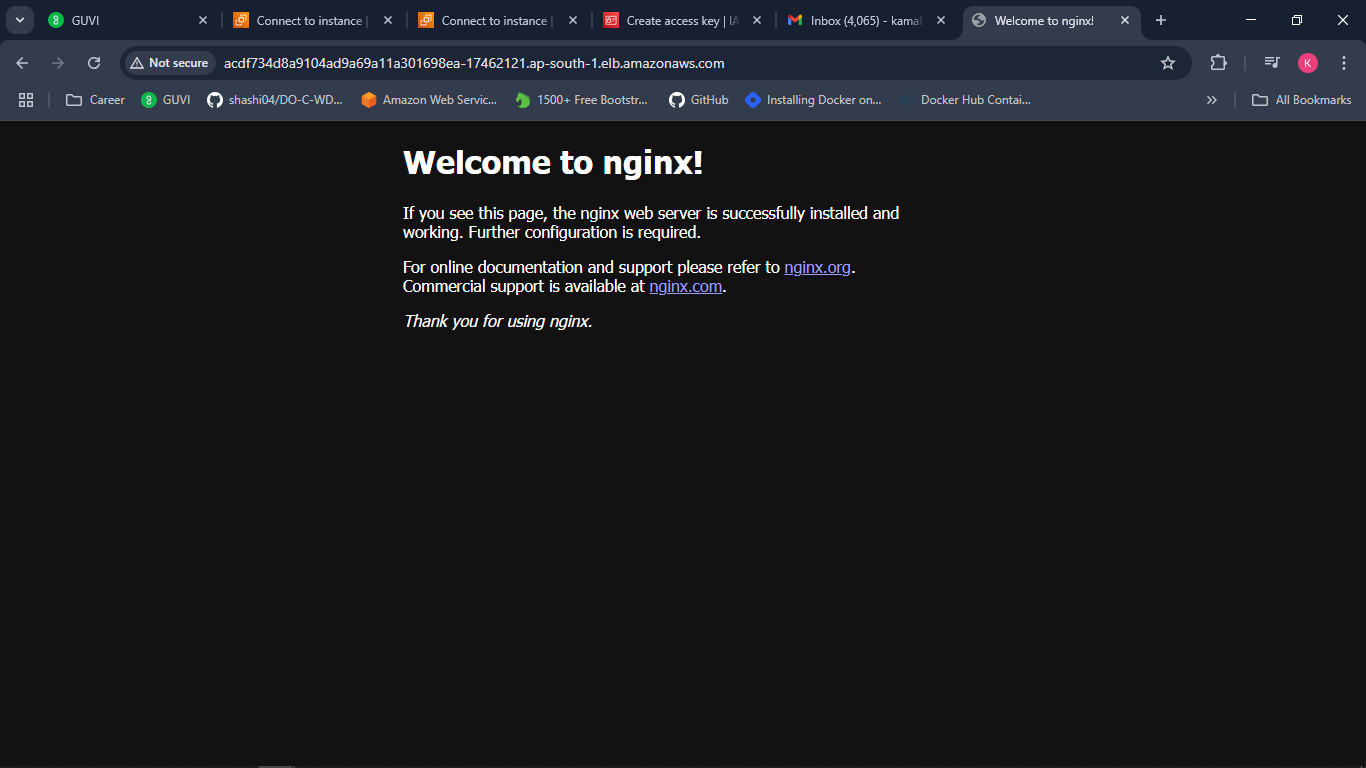 GUVI
Connect to instance |
Connect to instance |
Create access key | IA
Inbox (4,065) - kamal
Welcome to nginx!
Not secure
acdf734d8a9104ad9a69a11a301698ea-17462121.ap-south-1.elb.amazonaws.com
K
Career
GUVI
shashi04/DO-C-WD...
Amazon Web Servic...
1500+ Free Bootstr...
GitHub
Installing Docker on...
Docker Hub Contai...
All Bookmarks
Welcome to nginx!
If you see this page, the nginx web server is successfully installed and
working. Further configuration is required.
For online documentation and support please refer to nginx.org.
Commercial support is available at nginx.com.
Thank you for using nginx.